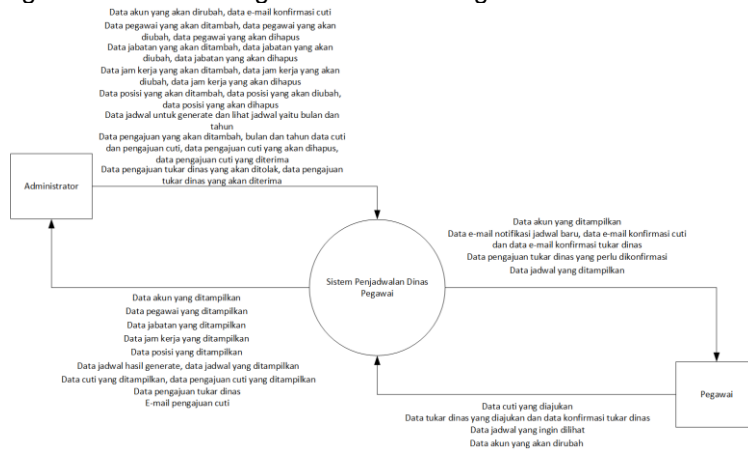 Data akun yang akan dirubah, data e-mail konfirmasi cuti
Data pegawai yang akan ditambah, data pegawai yang akan
diubah, data pegawai yang akan dihapus
Data jabatan yang akan ditambah, data jabatan yang akan
diubah, data jabatan yang akan dihapus
Data jam kerja yang akan ditambah, data jam kerja yang akan
diubah, data jam kerja yang akan dihapus
Data posisi yang akan ditambah, data posisi yang akan diubah,
data posisi yang akan dihapus
Data jadwal untuk generate dan lihat jadwal yaitu bulan dan
tahun
Data pengajuan yang akan ditambah, bulan dan tahun data cuti
dan pengajuan cuti, data pengajuan cuti yang akan dihapus,
data pengajuan cuti yang diterima
Data pengajuan tukar dinas yang akan ditolak, data pengajuan
tukar dinas yang akan diterima
Administrator
Data akun yang ditampilkan
Data e-mail notifikasi jadwal baru, data e-mail konfirmasi cuti
dan data e-mail konfirmasi tukar dinas
Data pengajuan tukar dinas yang perlu dikonfirmasi
Data jadwal yang ditampilkan
Sistem Penjadwalan Dinas
Pegawai
Data akun yang ditampilkan
Data pegawai yang ditampilkan
Data jabatan yang ditampilkan
Data jam kerja yang ditampilkan
Data posisi yang ditampilkan
Data jadwal hasil generate, data jadwal yang ditampilkan
Data cuti yang ditampilkan, data pengajuan cuti yang ditampilkan
Data pengajuan tukar dinas
E-mail pengajuan cuti
Pegawai
Data cuti yang diajukan
Data tukar dinas yang diajukan dan data konfirmasi tukar dinas
Data jadwal yang ingin dilihat
Data akun yang akan dirubah